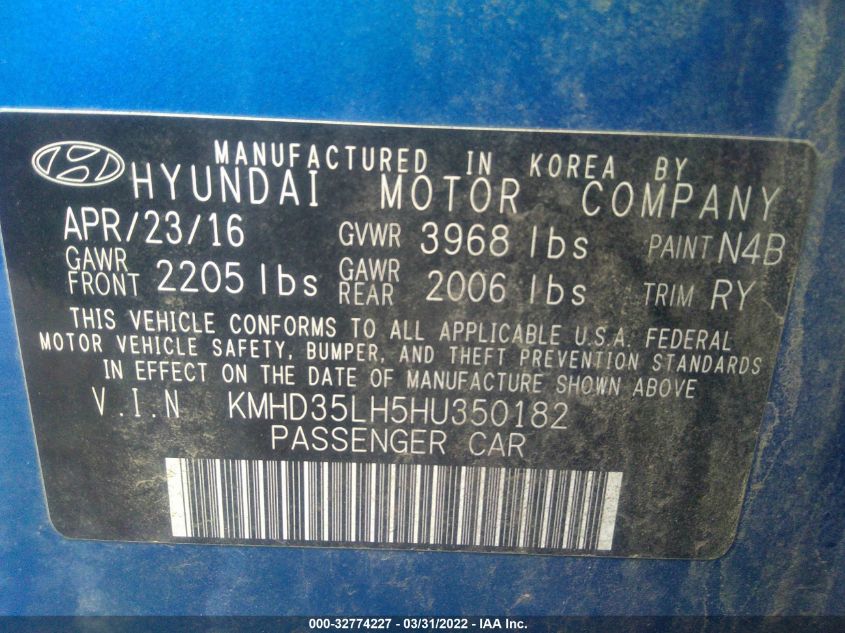 MANUFACTURED IN KOREA BY
HYUNDAI MOTOR COMPANY
APR/23/16 GVWR 3968 lbs PAINT N4B
GAWR FRONT 2205 lbs GAWR REAR 2006 lbs TRIM RY
THIS VEHICLE CONFORMS TO ALL APPLICABLE U.S.A. FEDERAL
MOTOR VEHICLE SAFETY, BUMPER, AND THEFT PREVENTION STANDARDS
IN EFFECT ON THE DATE OF MANUFACTURE SHOWN ABOVE
V.I.N KMHD35LH5HU350182
PASSENGER CAR
000-32774227 - 03/31/2022 - IAA Inc.